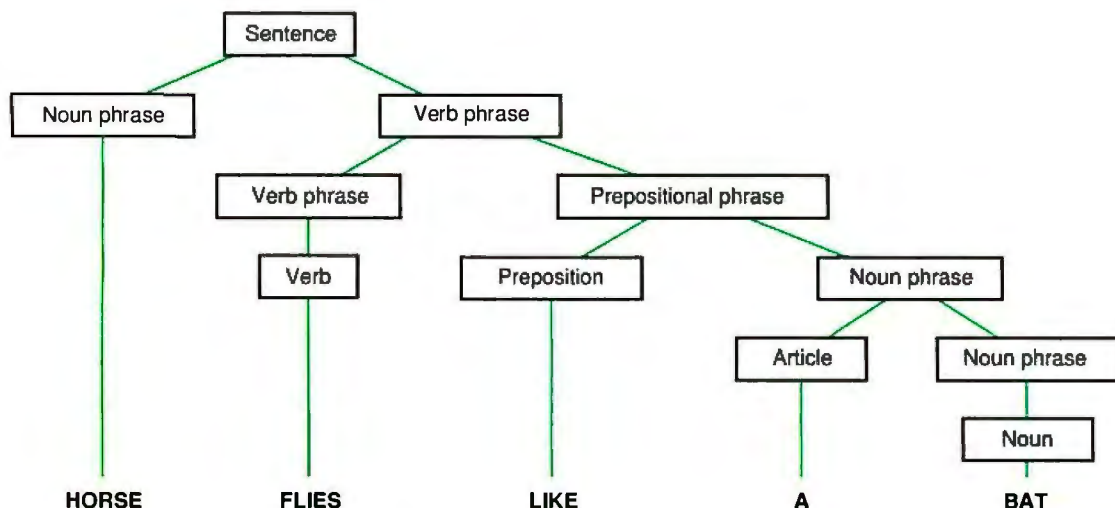 Sentence
Noun phrase
Verb phrase
Verb phrase
Prepositional phrase
Verb
Preposition
Noun phrase
Article
Noun phrase
Noun
HORSE FLIES LIKE A BAT